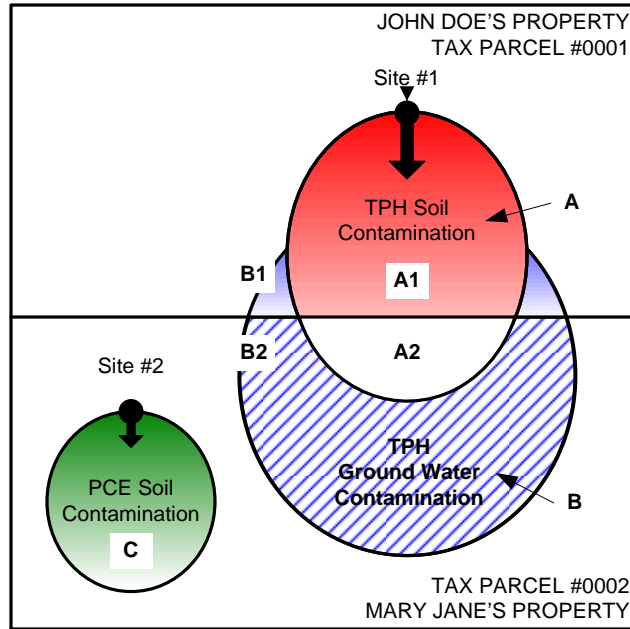 JOHN DOE'S PROPERTY
TAX PARCEL #0001
Site #1
TPH Soil
Contamination
A
B1
A1
B2
A2
Site #2
TPH
Ground Water
Contamination
B
PCE Soil
Contamination
C
TAX PARCEL #0002
MARY JANE'S PROPERTY